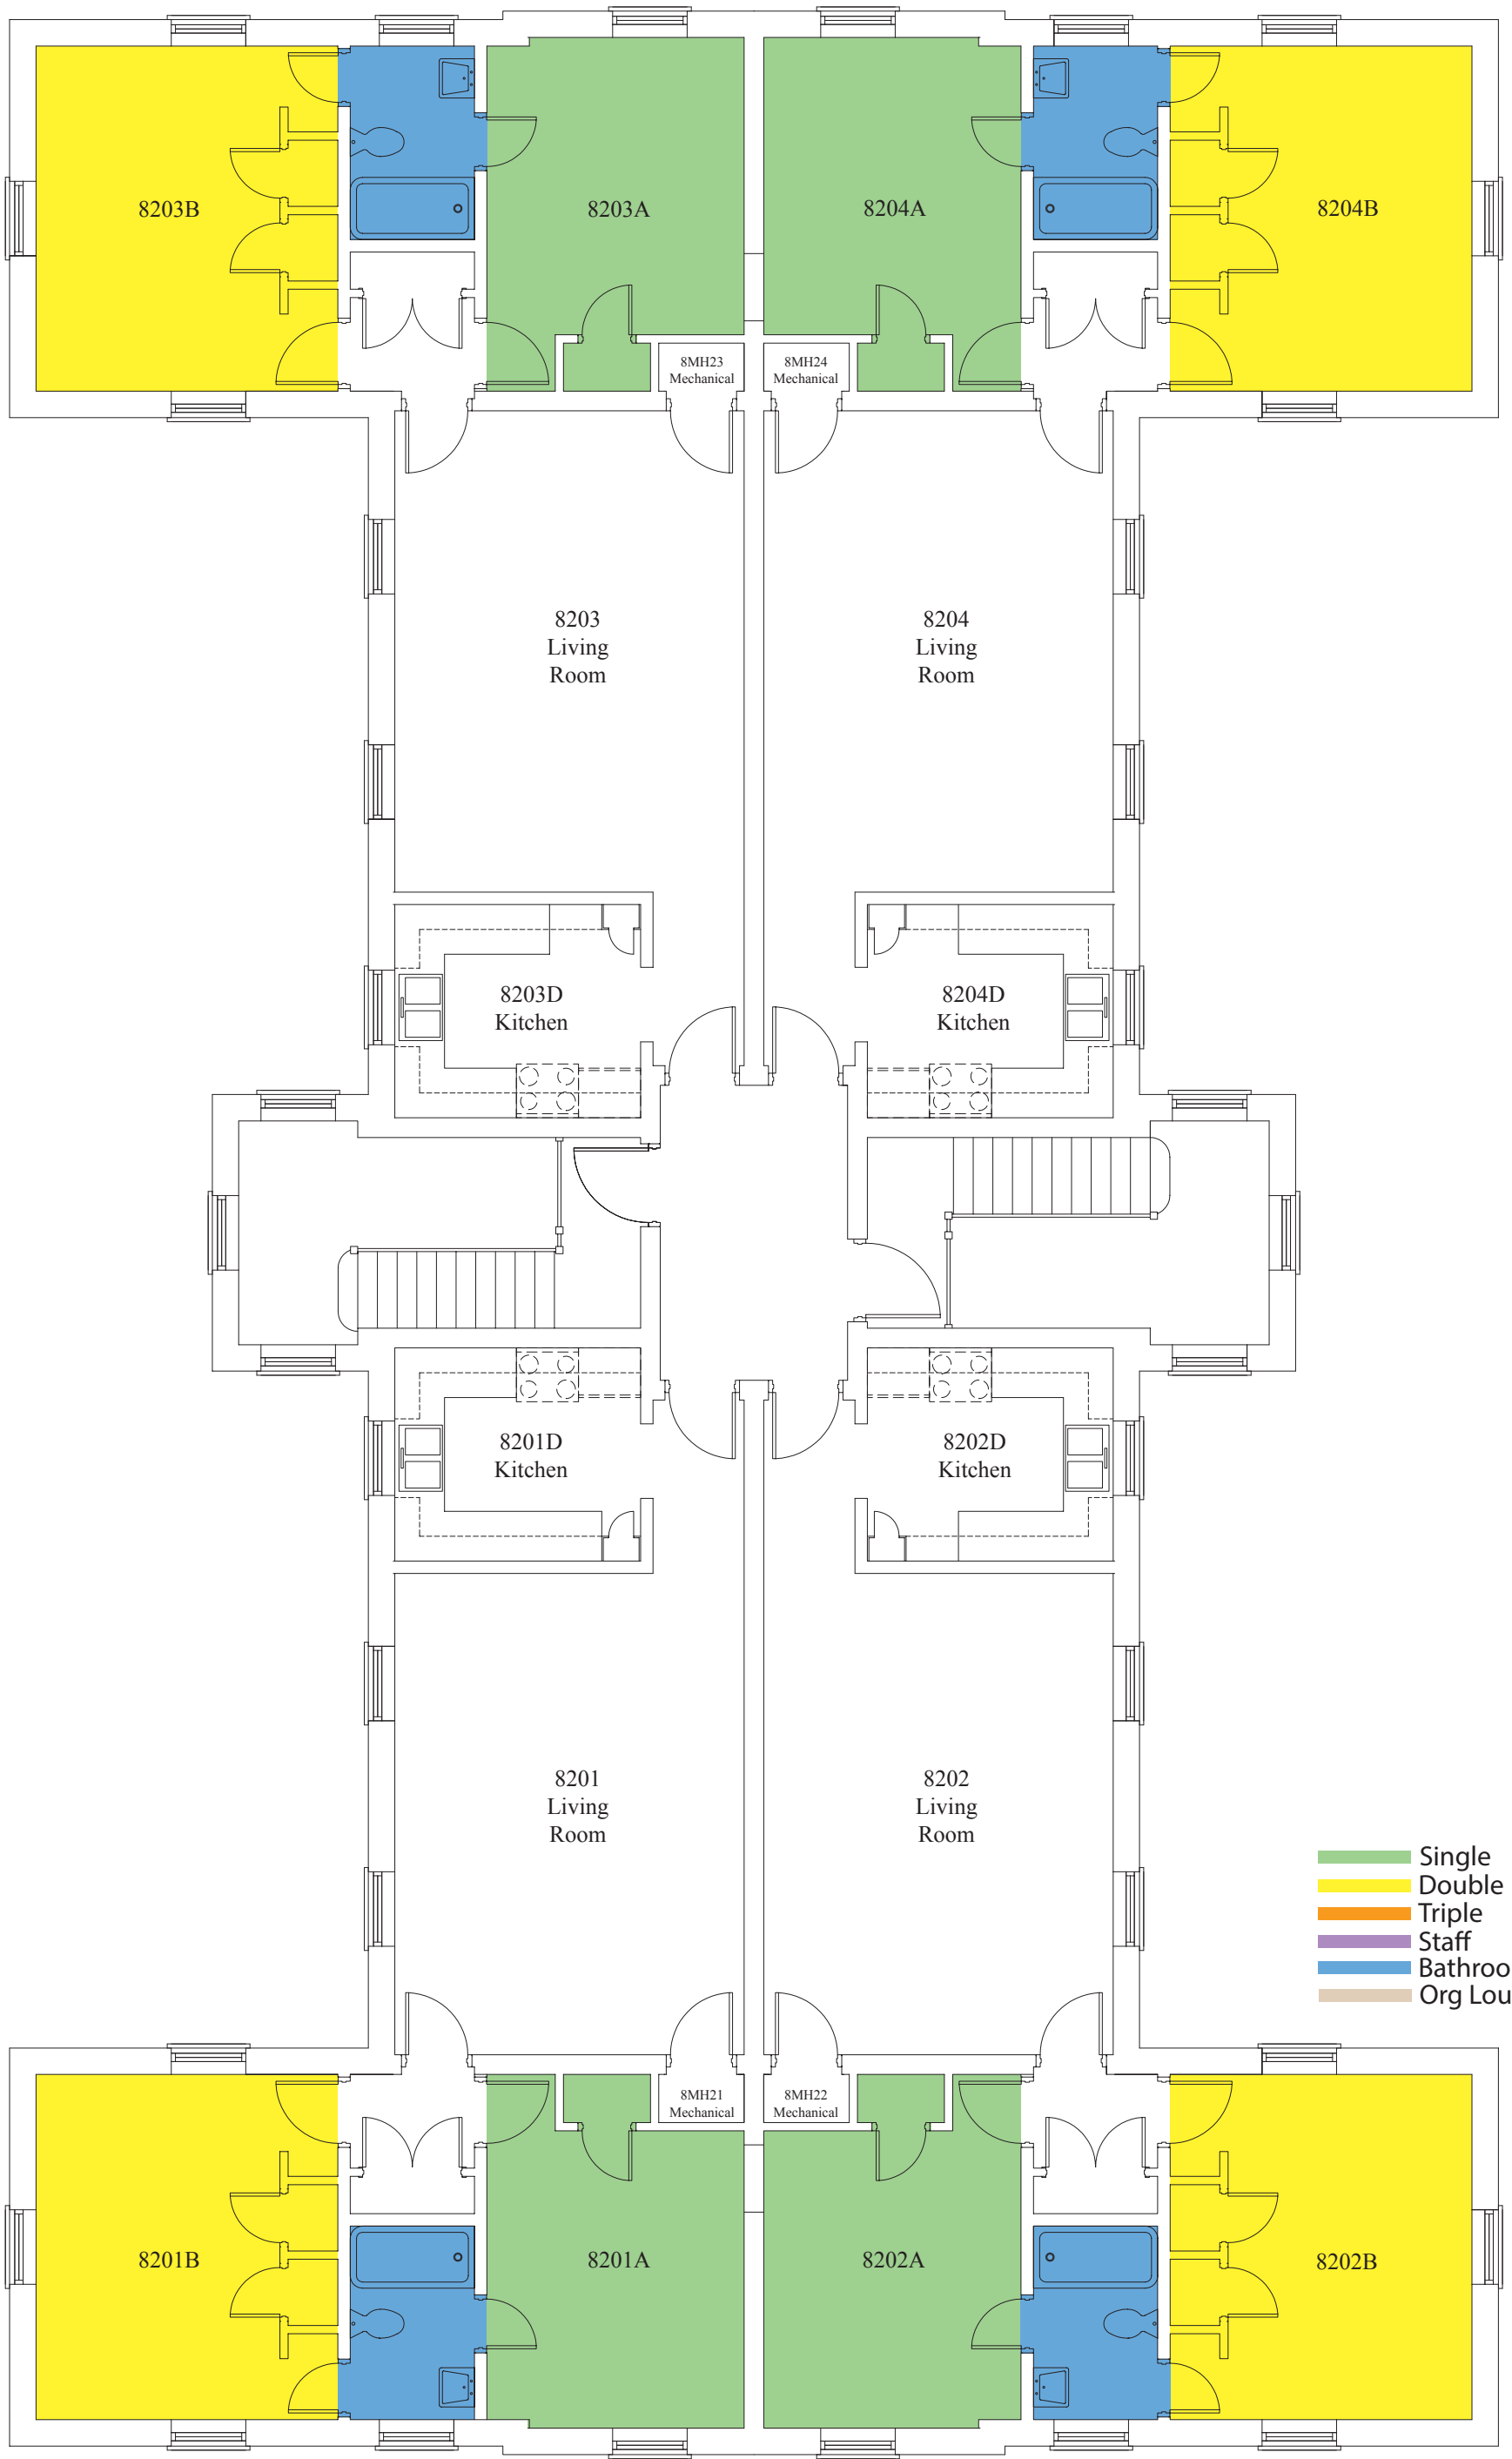 8203B
8203A
8204A
8204B
8MH23
Mechanical
8MH24
Mechanical
8203
Living
Room
8204
Living
Room
8203D
Kitchen
8204D
Kitchen
8201D
Kitchen
8202D
Kitchen
8201
Living
Room
8202
Living
Room
Single
Double
Triple
Staff
Bathroo
Org Lou
8MH21
Mechanical
8MH22
Mechanical
8201B
8201A
8202A
8202B